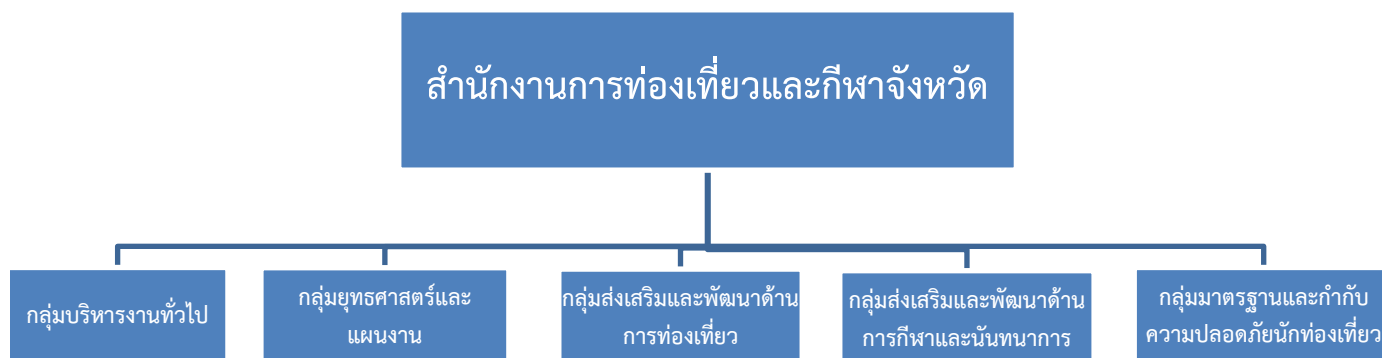 สำนักงานการท่องเที่ยวและกีฬาจังหวัด
กลุ่มบริหารงานทั่วไป
กลุ่มยุทธศาสตร์และ
แผนงาน
กลุ่มส่งเสริมและพัฒนาด้าน
การท่องเที่ยว
กลุ่มส่งเสริมและพัฒนาด้าน
การกีฬาและนันทนาการ
กลุ่มมาตรฐานและกำกับ
ความปลอดภัยนักท่องเที่ยว